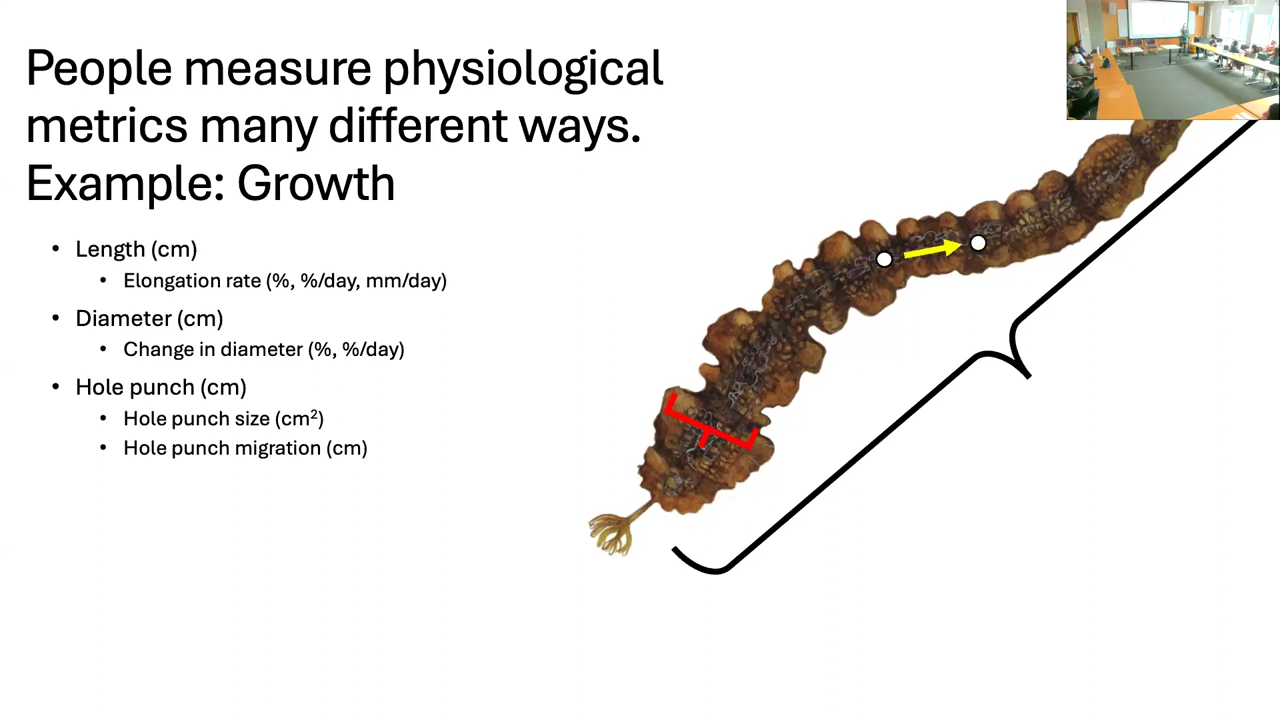 People measure physiological
metrics many different ways.
Example: Growth
• Length (cm)
• Elongation rate (%, %/day, mm/day)
• Diameter (cm)
• Change in diameter (%, %/day)
• Hole punch (cm)
• Hole punch size (cm²)
• Hole punch migration (cm)